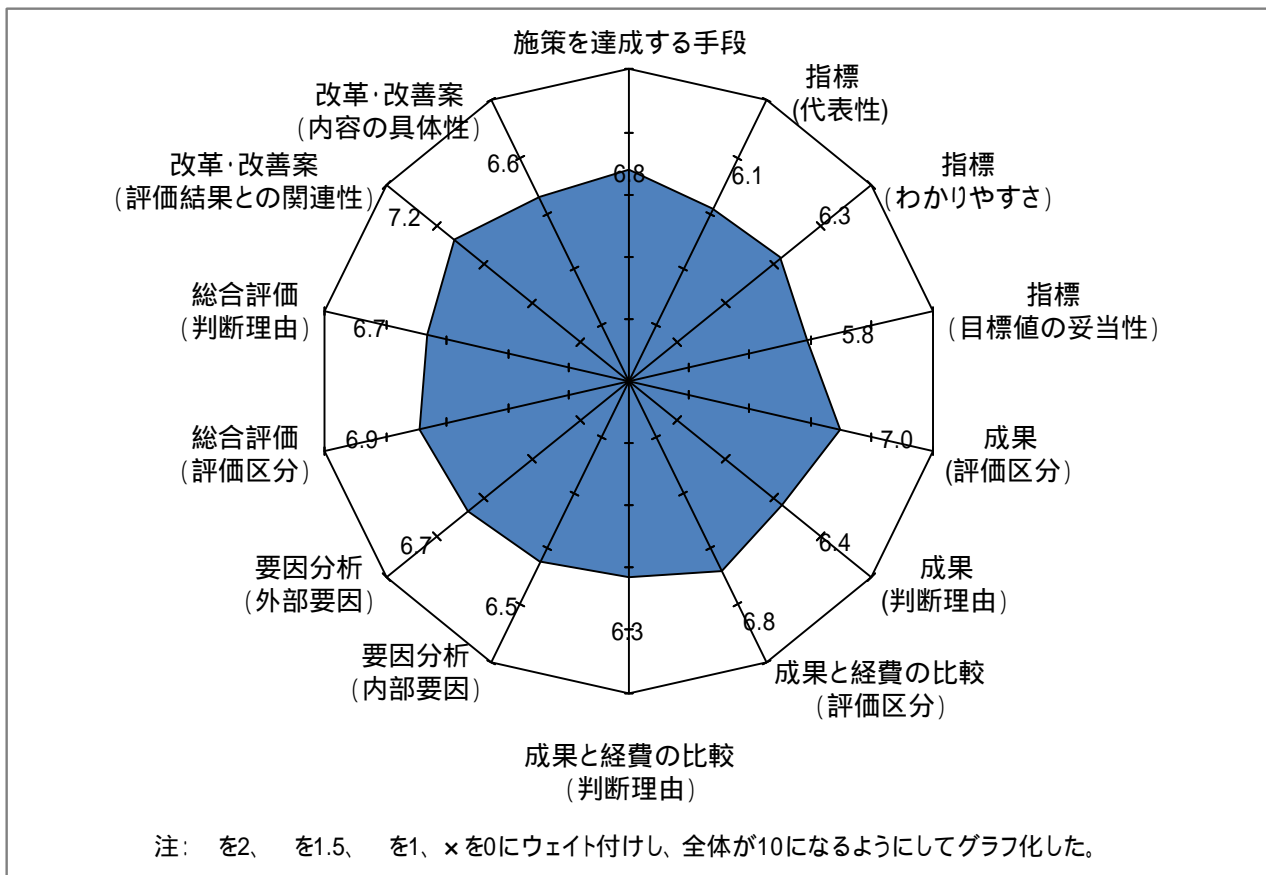 施策を達成する手段
6.8
指標
(代表性)
6.1
指標
(わかりやすさ)
6.3
指標
(目標値の妥当性)
5.8
成果
(評価区分)
7.0
成果
(判断理由)
6.4
成果と経費の比較
(評価区分)
6.8
成果と経費の比較
(判断理由)
6.3
要因分析
(内部要因)
6.5
要因分析
(外部要因)
6.7
総合評価
(評価区分)
6.9
総合評価
(判断理由)
6.7
改革・改善案
(評価結果との関連性)
7.2
改革・改善案
(内容の具体性)
6.6
注：　を2、　を1.5、　を1、×を0にウェイト付けし、全体が10になるようにしてグラフ化した。